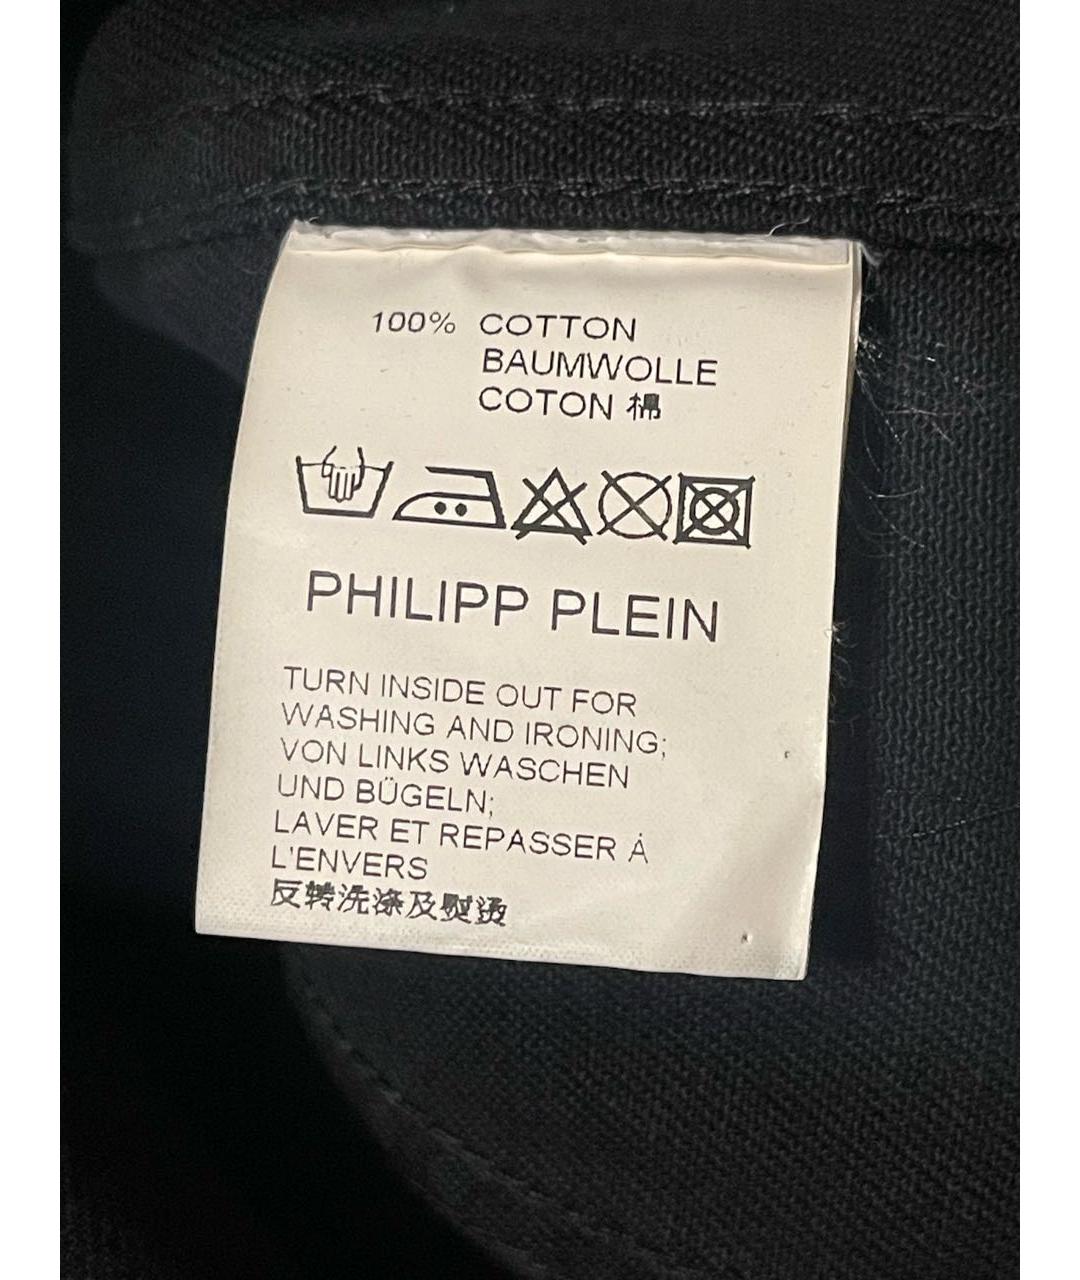 100% COTTON
BAUMWOLLE
COTON 棉
PHILIPP PLEIN
TURN INSIDE OUT FOR
WASHING AND IRONING;
VON LINKS WASCHEN
UND BÜGELN;
LAVER ET REPASSER À
L'ENVERS
反转洗涤及熨烫